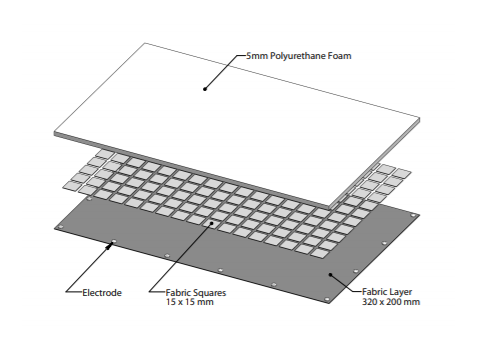 5mm Polyurethane Foam
Electrode
Fabric Squares
15 x 15 mm
Fabric Layer
320 x 200 mm